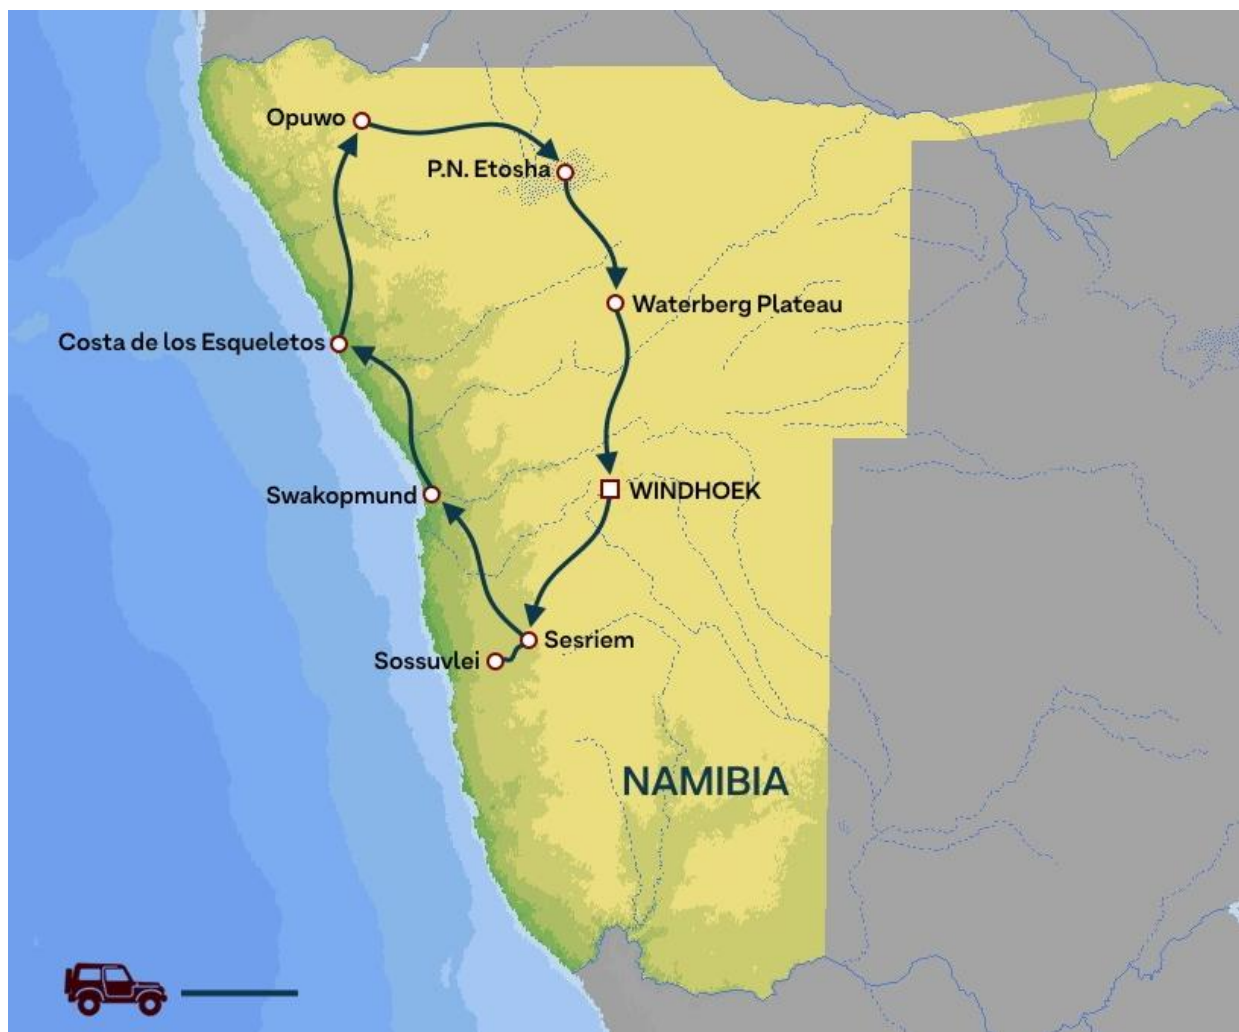 Opuwo
P.N. Etosha
Waterberg Plateau
Costa de los Esqueletos
WINDHOEK
Swakopmund
Sesriem
Sossuvlei
NAMIBIA